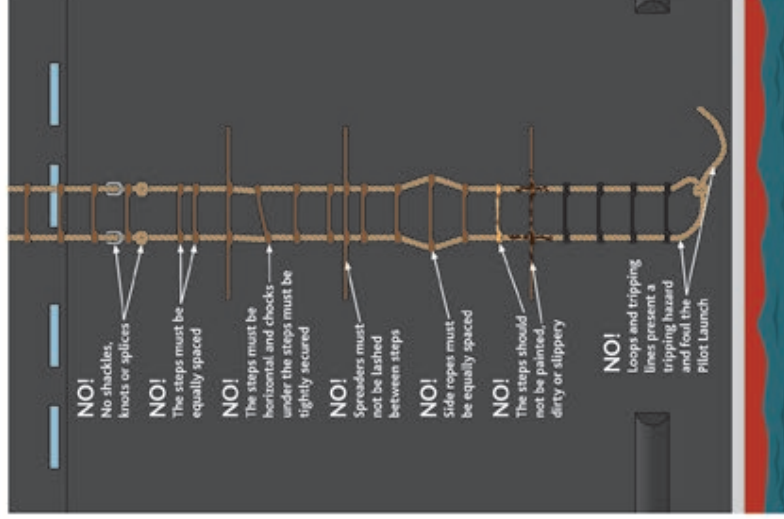 NO!
No shackles,
knots or splices
NO!
The steps must be
equally spaced
NO!
The steps must be
horizontal and chocks
under the steps must be
tightly secured
NO!
Spreaders must
not be lashed
between steps
NO!
Side ropes must
be equally spaced
NO!
The steps should
not be painted,
dirty or slippery
NO!
Loops and tripping
lines present a
tripping hazard
and foul the
Pilot Launch